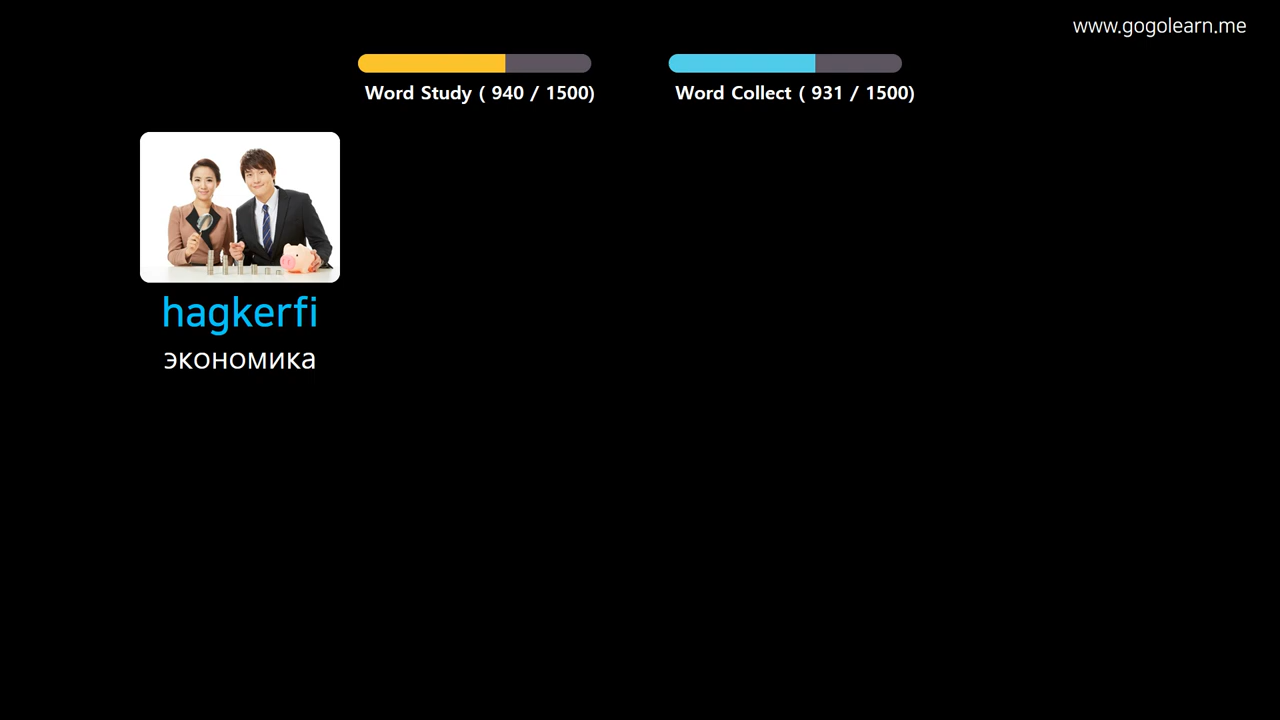 www.gogolearn.me
Word Study ( 940 / 1500)
Word Collect ( 931 / 1500)
hagkerfi
экономика